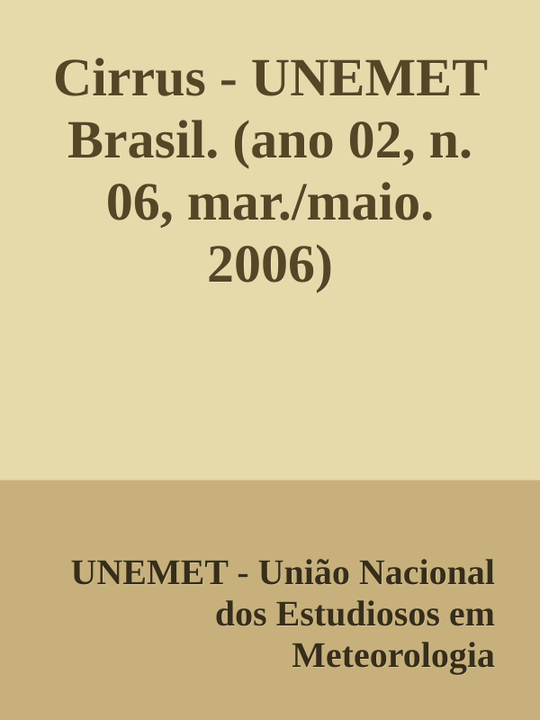 Cirrus - UNEMET
Brasil. (ano 02, n.
06, mar./maio.
2006)
UNEMET - União Nacional
dos Estudiosos em
Meteorologia